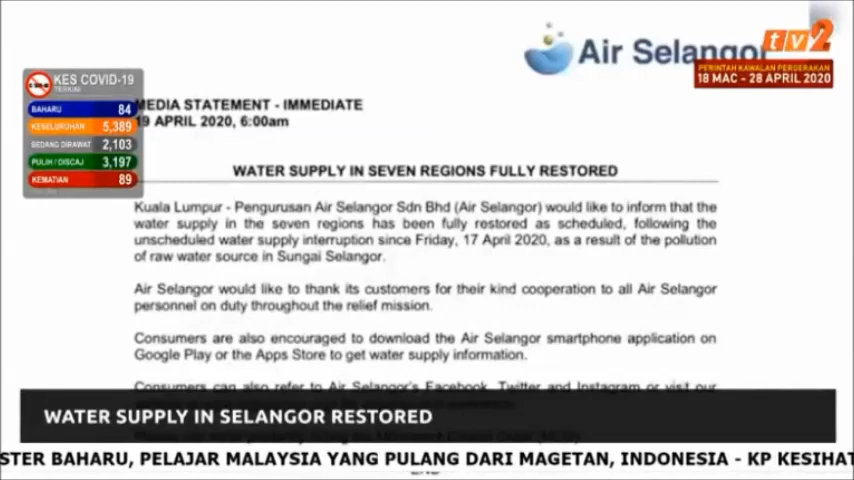 Air Selangor
tv2
PERINTAH KAWALAN PERGERAKAN
18 MAC - 28 APRIL 2020
KES COVID-19
TERKINI
BAHARU 84
KESELURUHAN 5,389
SEDANG DIRAWAT 2,103
PULIH / DISCAJ 3,197
KEMATIAN 89
MEDIA STATEMENT - IMMEDIATE
19 APRIL 2020, 6:00am
WATER SUPPLY IN SEVEN REGIONS FULLY RESTORED
Kuala Lumpur - Pengurusan Air Selangor Sdn Bhd (Air Selangor) would like to inform that the
water supply in the seven regions has been fully restored as scheduled, following the
unscheduled water supply interruption since Friday, 17 April 2020, as a result of the pollution
of raw water source in Sungai Selangor.
Air Selangor would like to thank its customers for their kind cooperation to all Air Selangor
personnel on duty throughout the relief mission.
Consumers are also encouraged to download the Air Selangor smartphone application on
Google Play or the Apps Store to get water supply information.
Consumers can also refer to Air Selangor's Facebook, Twitter and Instagram or visit our
WATER SUPPLY IN SELANGOR RESTORED
STER BAHARU, PELAJAR MALAYSIA YANG PULANG DARI MAGETAN, INDONESIA - KP KESIHAT